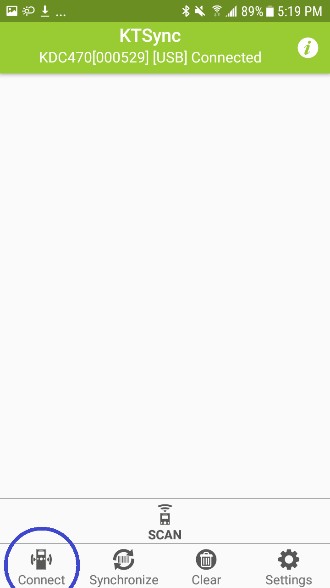 ... 89% 5:19 PM
KTSync
KDC470[000529] [USB] Connected
i
SCAN
Connect Synchronize Clear Settings